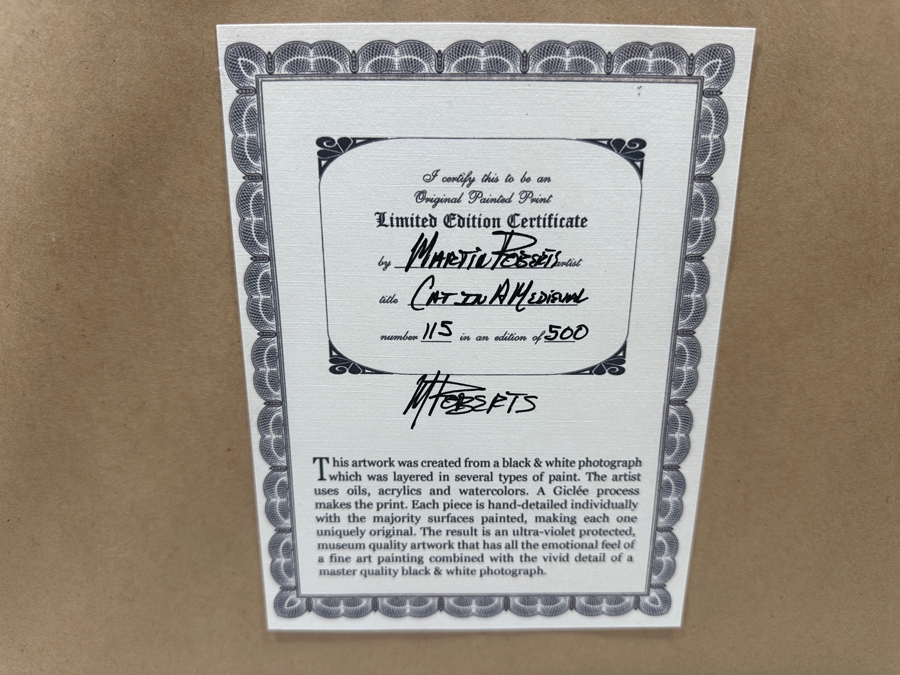 I certify this to be an
Original Painted Print
Limited Edition Certificate
by MARTIN ROBERTS artist
title CAT IN A MEDIEVAL
number 115 in an edition of 500
M ROBERTS
This artwork was created from a black & white photograph
which was layered in several types of paint. The artist
uses oils, acrylics and watercolors. A Giclée process
makes the print. Each piece is hand-detailed individually
with the majority surfaces painted, making each one
uniquely original. The result is an ultra-violet protected,
museum quality artwork that has all the emotional feel of
a fine art painting combined with the vivid detail of a
master quality black & white photograph.